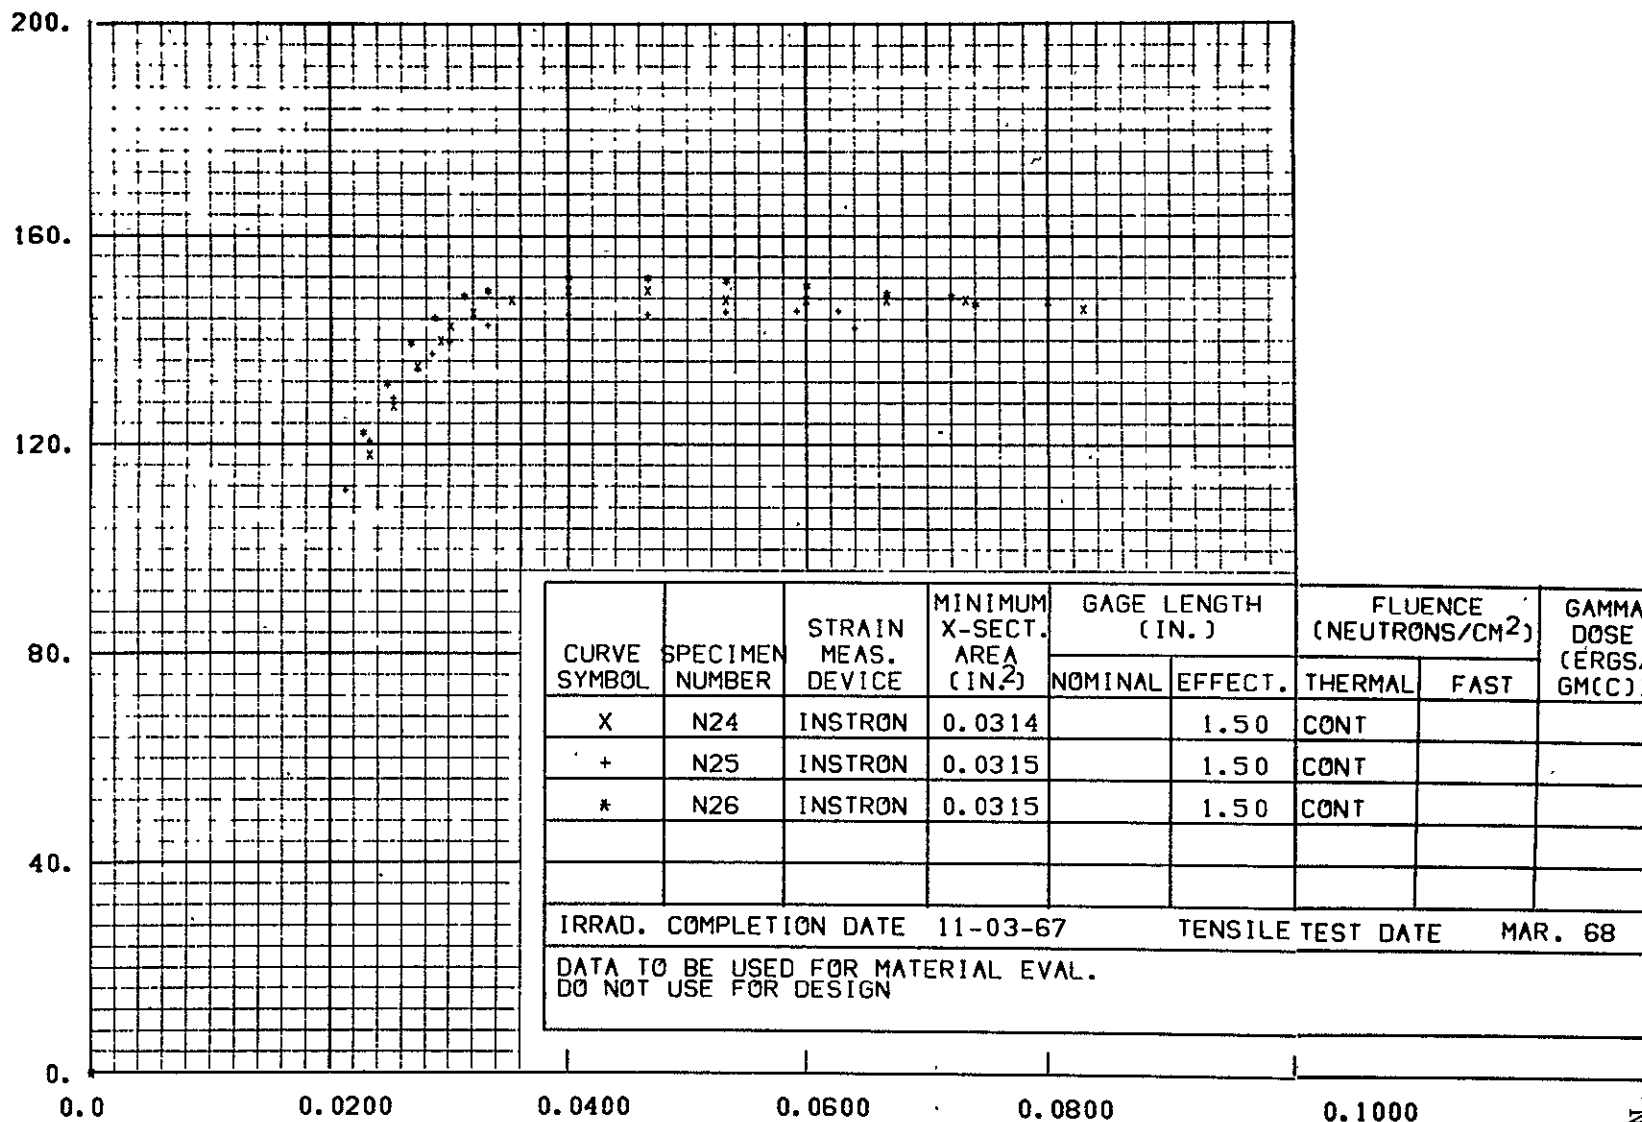 200.
160.
120.
80.
40.
0.
0.0 0.0200 0.0400 0.0600 0.0800 0.1000
CURVE SYMBOL SPECIMEN NUMBER STRAIN MEAS. DEVICE MINIMUM X-SECT. AREA (IN.2) GAGE LENGTH (IN.) NOMINAL EFFECT. FLUENCE (NEUTRONS/CM2) THERMAL FAST GAMMA DOSE (ERGS/ GM(C)
X N24 INSTRON 0.0314 1.50 CONT
+ N25 INSTRON 0.0315 1.50 CONT
* N26 INSTRON 0.0315 1.50 CONT
IRRAD. COMPLETION DATE 11-03-67 TENSILE TEST DATE MAR. 68
DATA TO BE USED FOR MATERIAL EVAL.
DO NOT USE FOR DESIGN